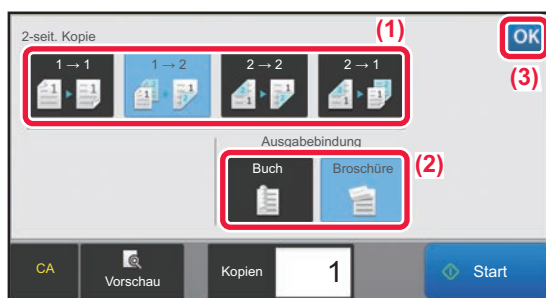 2-seit. Kopie
(1)
OK
(3)
1 → 1
1 → 2
2 → 2
2 → 1
Ausgabebindung
Buch
Broschüre
(2)
CA
Vorschau
Kopien
1
Start